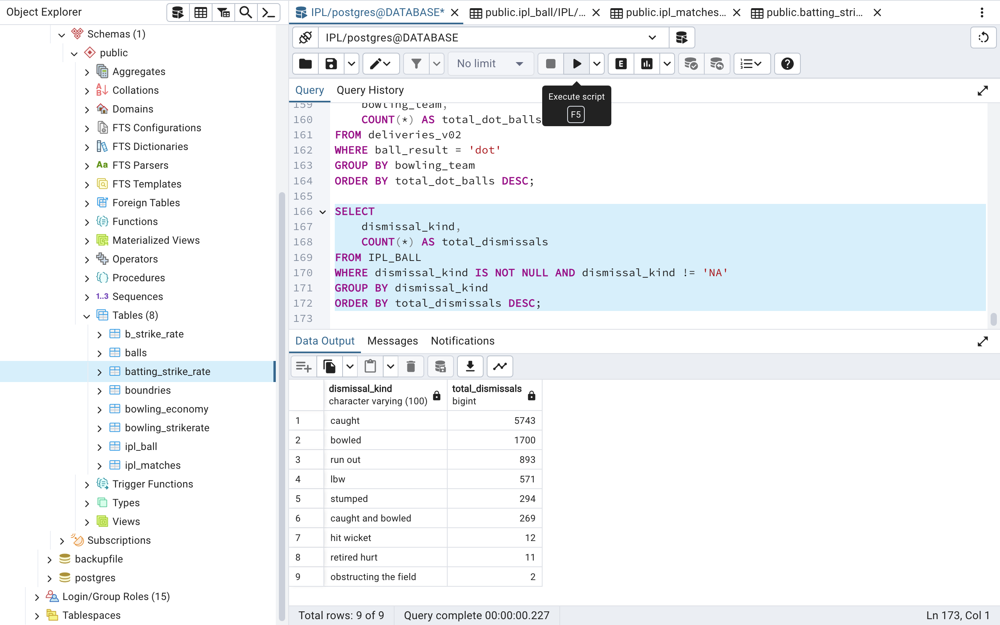 Object Explorer
Schemas (1)
public
Aggregates
Collations
Domains
FTS Configurations
FTS Dictionaries
Aa FTS Parsers
FTS Templates
Foreign Tables
Functions
Materialized Views
Operators
Procedures
1..3 Sequences
Tables (8)
b_strike_rate
balls
batting_strike_rate
boundries
bowling_economy
bowling_strikerate
ipl_ball
ipl_matches
Trigger Functions
Types
Views
Subscriptions
backupfile
postgres
Login/Group Roles (15)
Tablespaces
IPL/postgres@DATABASE* public.ipl_ball/IPL/... public.ipl_matches... public.batting_stri...
IPL/postgres@DATABASE
No limit
E
Query Query History
Execute script
F5
159 bowling_team,
160 COUNT(*) AS total_dot_balls
161 FROM deliveries_v02
162 WHERE ball_result = 'dot'
163 GROUP BY bowling_team
164 ORDER BY total_dot_balls DESC;
165
166 SELECT
167 dismissal_kind,
168 COUNT(*) AS total_dismissals
169 FROM IPL_BALL
170 WHERE dismissal_kind IS NOT NULL AND dismissal_kind != 'NA'
171 GROUP BY dismissal_kind
172 ORDER BY total_dismissals DESC;
173
Data Output Messages Notifications
dismissal_kind total_dismissals
character varying (100) bigint
1 caught 5743
2 bowled 1700
3 run out 893
4 lbw 571
5 stumped 294
6 caught and bowled 269
7 hit wicket 12
8 retired hurt 11
9 obstructing the field 2
Total rows: 9 of 9 Query complete 00:00:00.227 Ln 173, Col 1